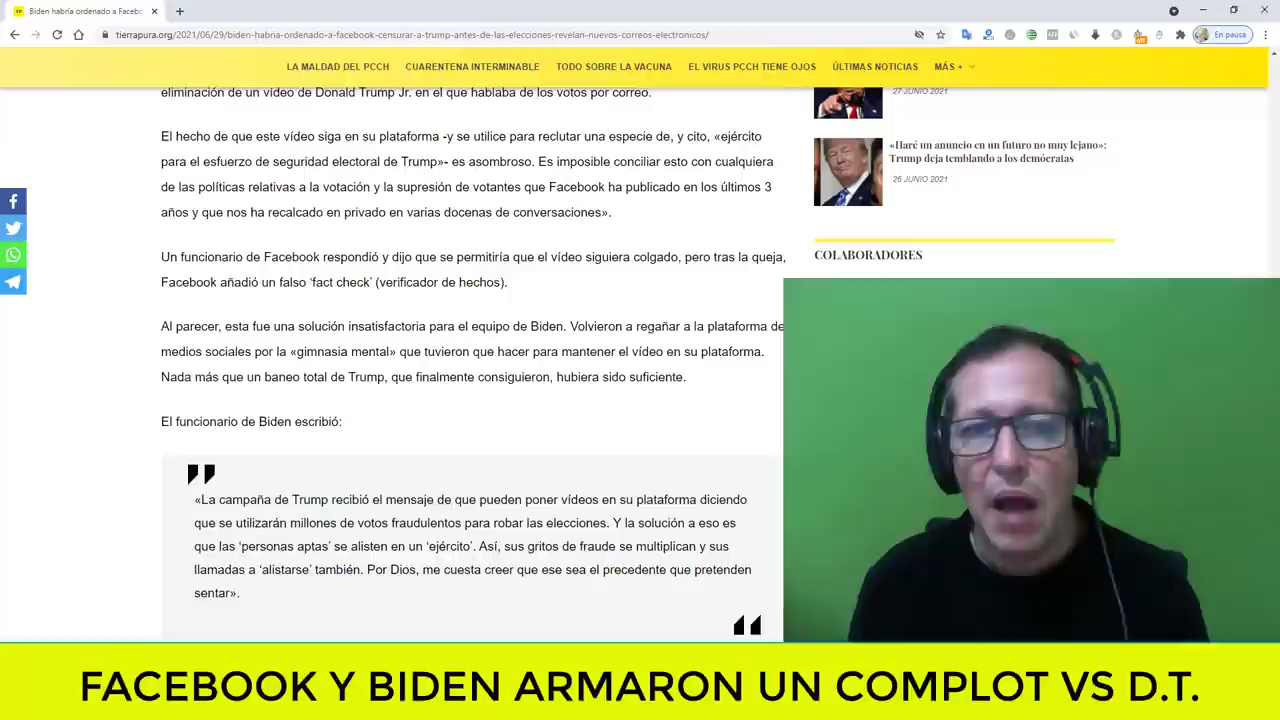 Biden habría ordenado a Facebo
tierrapura.org/2021/06/29/biden-habria-ordenado-a-facebook-censurar-a-trump-antes-de-las-elecciones-revelan-nuevos-correos-electronicos/
off
En pausa
LA MALDAD DEL PCCH CUARENTENA INTERMINABLE TODO SOBRE LA VACUNA EL VIRUS PCCH TIENE OJOS ÚLTIMAS NOTICIAS MÁS +
eliminación de un vídeo de Donald Trump Jr. en el que hablaba de los votos por correo.
El hecho de que este vídeo siga en su plataforma -y se utilice para reclutar una especie de, y cito, «ejército
para el esfuerzo de seguridad electoral de Trump»- es asombroso. Es imposible conciliar esto con cualquiera
de las políticas relativas a la votación y la supresión de votantes que Facebook ha publicado en los últimos 3
años y que nos ha recalcado en privado en varias docenas de conversaciones».
Un funcionario de Facebook respondió y dijo que se permitiría que el vídeo siguiera colgado, pero tras la queja,
Facebook añadió un falso ‘fact check’ (verificador de hechos).
Al parecer, esta fue una solución insatisfactoria para el equipo de Biden. Volvieron a regañar a la plataforma de
medios sociales por la «gimnasia mental» que tuvieron que hacer para mantener el vídeo en su plataforma.
Nada más que un baneo total de Trump, que finalmente consiguieron, hubiera sido suficiente.
El funcionario de Biden escribió:
«La campaña de Trump recibió el mensaje de que pueden poner vídeos en su plataforma diciendo
que se utilizarán millones de votos fraudulentos para robar las elecciones. Y la solución a eso es
que las ‘personas aptas’ se alisten en un ‘ejército’. Así, sus gritos de fraude se multiplican y sus
llamadas a ‘alistarse’ también. Por Dios, me cuesta creer que ese sea el precedente que pretenden
sentar».
27 JUNIO 2021
«Haré un anuncio en un futuro no muy lejano»:
Trump deja temblando a los demócratas
26 JUNIO 2021
COLABORADORES
FACEBOOK Y BIDEN ARMARON UN COMPLOT VS D.T.